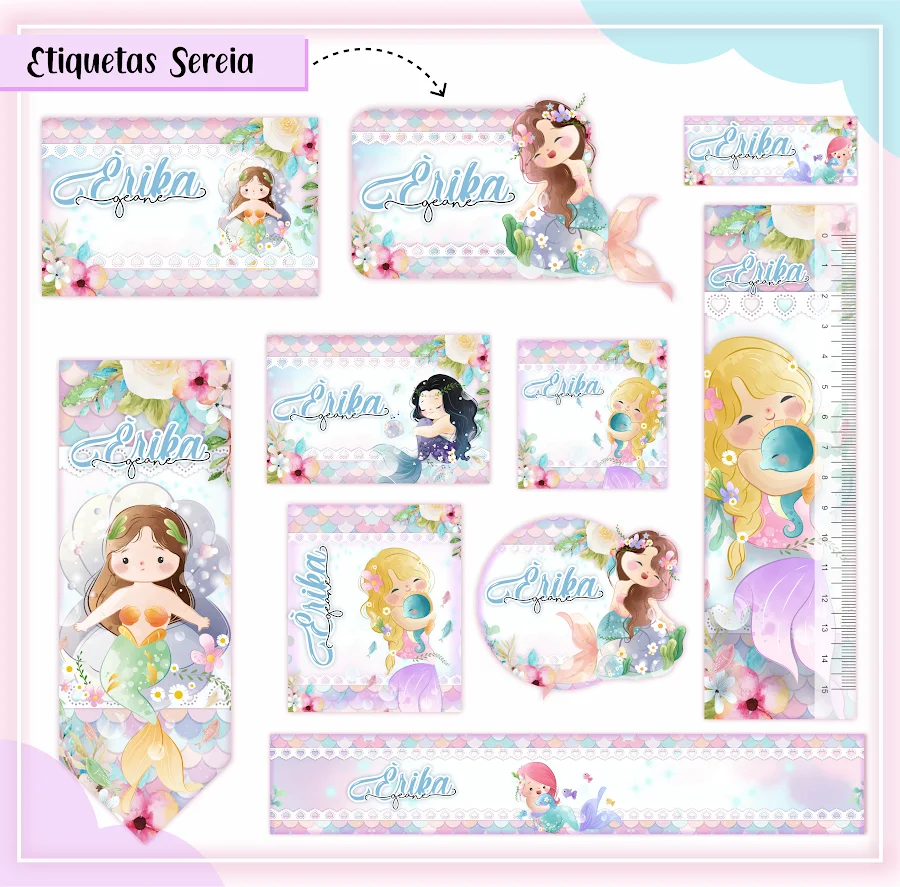 Etiquetas Sereia
Èrika
geane
Èrika
geane
Èrika
geane
Èrika
geane
0
1
2
3
4
5
6
7
8
9
10
11
12
13
14
15
Èrika
geane
Èrika
geane
Èrika
geane
Èrika
geane
Èrika
geane
Èrika
geane